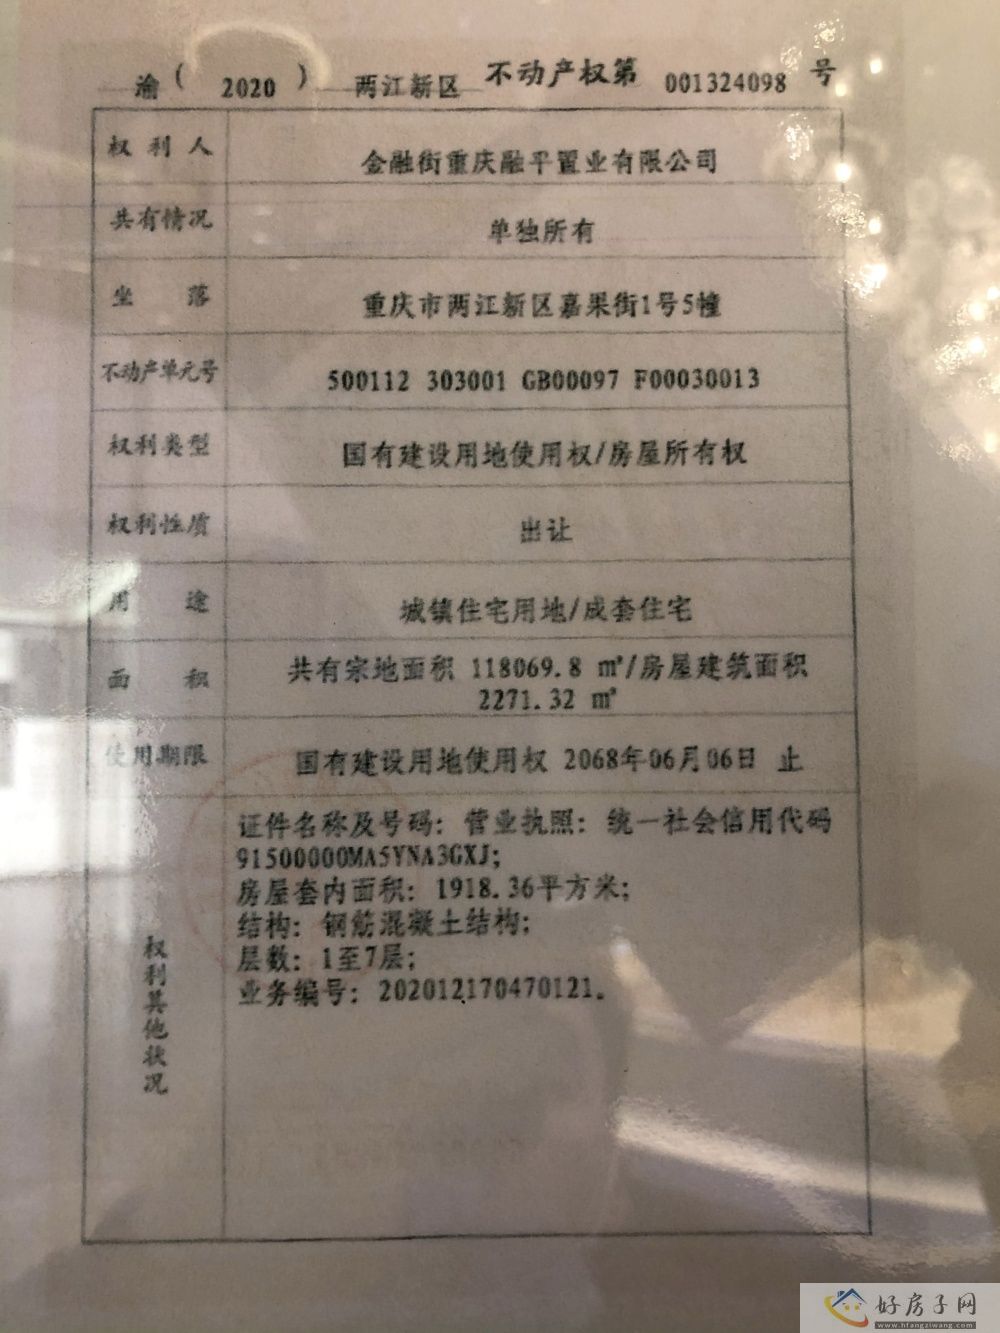 渝( 2020 ) 两江新区 不动产权第 001324098 号
权利人 金融街重庆融平置业有限公司
共有情况 单独所有
坐落 重庆市两江新区嘉果街1号5幢
不动产单元号 500112 303001 GB00097 F00030013
权利类型 国有建设用地使用权/房屋所有权
权利性质 出让
用途 城镇住宅用地/成套住宅
面积 共有宗地面积 118069.8 ㎡/房屋建筑面积
2271.32 ㎡
使用期限 国有建设用地使用权 2068年06月06日 止
权利其他状况
证件名称及号码：营业执照：统一社会信用代码
91500000MA5YNA3GXJ;
房屋套内面积：1918.36平方米;
结构：钢筋混凝土结构;
层数：1至7层;
业务编号：202012170470121.
好房子网
www.hfangziwang.com